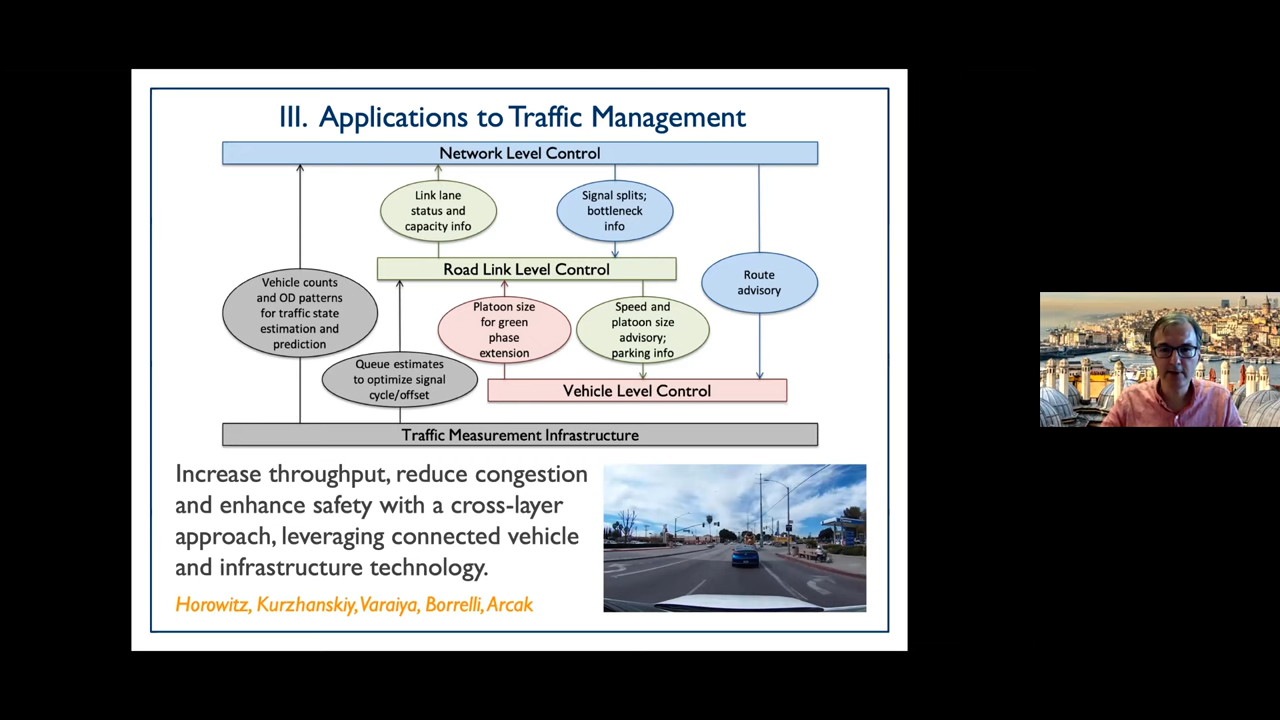 III. Applications to Traffic Management
Network Level Control
Link lane
status and
capacity info
Signal splits;
bottleneck
info
Road Link Level Control
Route
advisory
Vehicle counts
and OD patterns
for traffic state
estimation and
prediction
Platoon size
for green
phase
extension
Speed and
platoon size
advisory;
parking info
Queue estimates
to optimize signal
cycle/offset
Vehicle Level Control
Traffic Measurement Infrastructure
Increase throughput, reduce congestion
and enhance safety with a cross-layer
approach, leveraging connected vehicle
and infrastructure technology.
Horowitz, Kurzhanskiy, Varaiya, Borrelli, Arcak